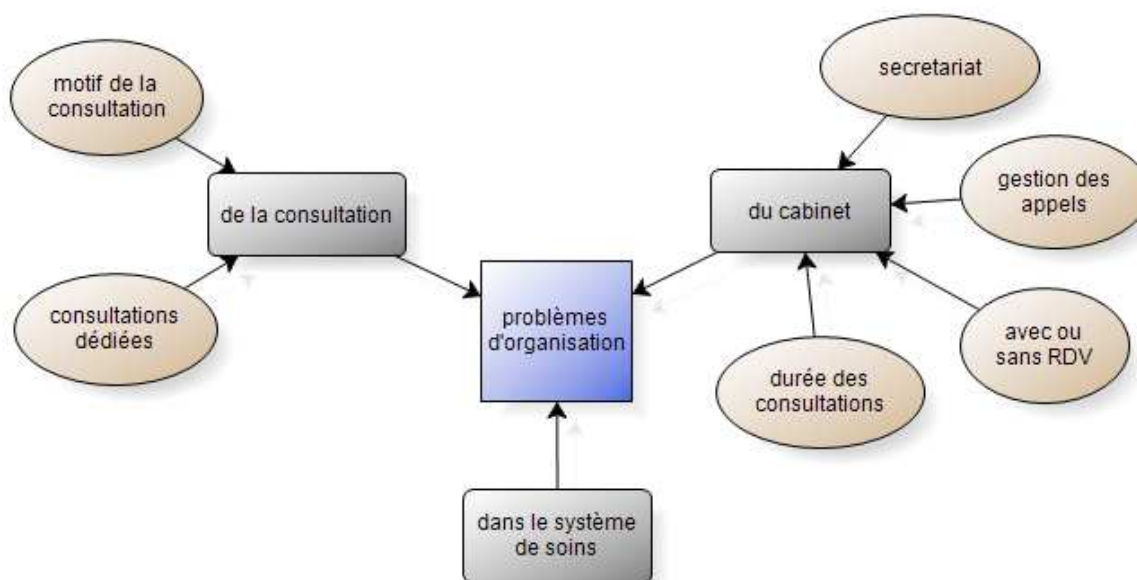 motif de la
consultation
secretariat
gestion des
appels
de la consultation
du cabinet
consultations
dédiées
problèmes
d'organisation
avec ou
sans RDV
durée des
consultations
dans le système
de soins